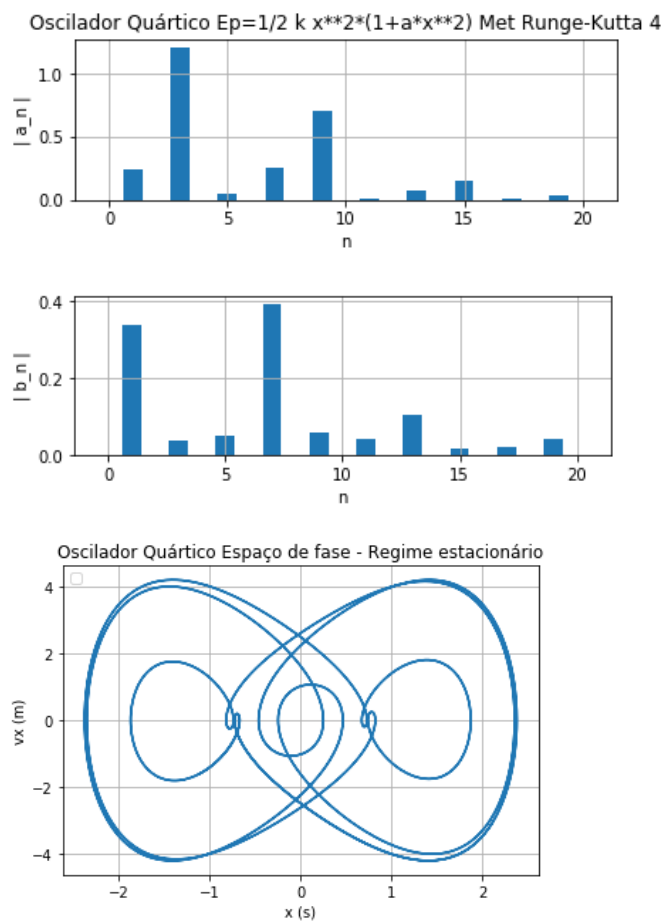 Oscilador Quártico Ep=1/2 k x**2*(1+a*x**2) Met Runge-Kutta 4
1.0
0.5
0.0
| a_n |
0 5 10 15 20
n
0.4
0.2
0.0
| b_n |
0 5 10 15 20
n
Oscilador Quártico Espaço de fase - Regime estacionário
4
2
0
−2
−4
vx (m)
−2 −1 0 1 2
x (s)